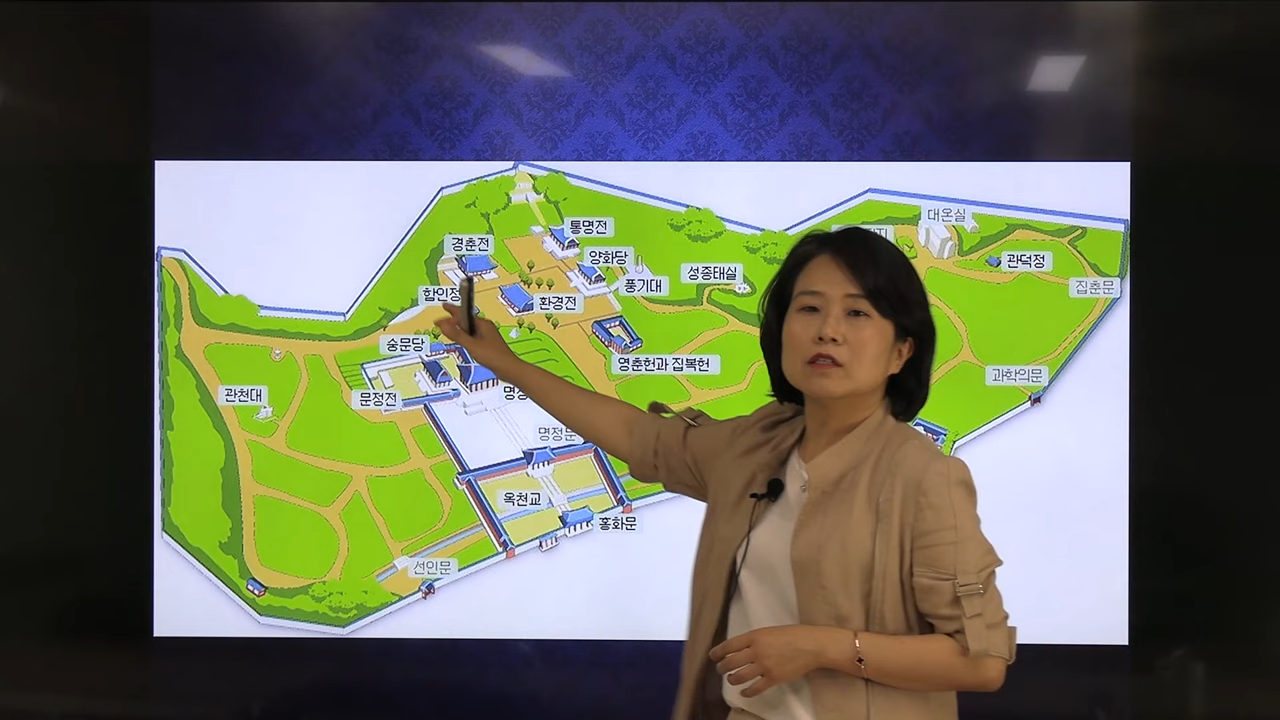 대온실
통명전
경춘전
양화당
관덕정
성종태실
풍기대
집춘문
함인정
환경전
숭문당
영춘헌과 집복헌
과학의문
관천대
문정전
명정
명정문
옥천교
홍화문
선인문